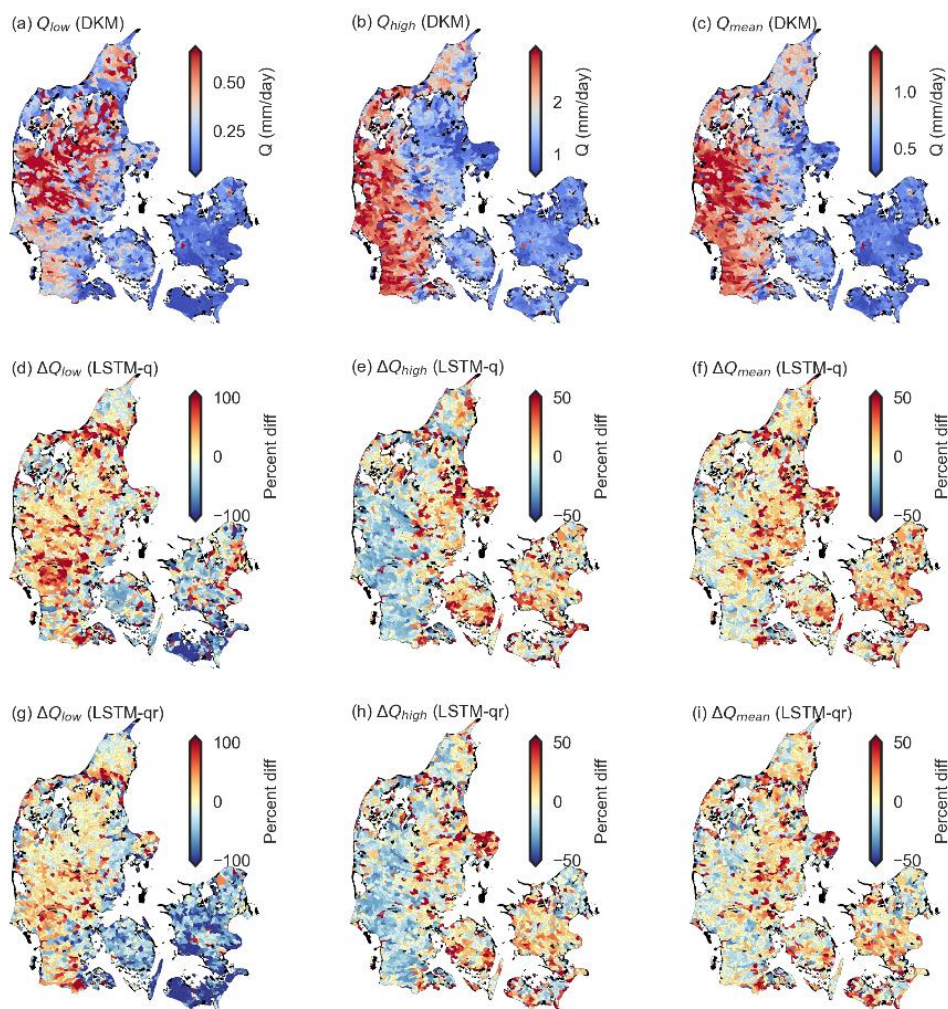 (a) Q_low (DKM)
0.50
0.25
Q (mm/day)
(b) Q_high (DKM)
2
1
Q (mm/day)
(c) Q_mean (DKM)
1.0
0.5
Q (mm/day)
(d) ΔQ_low (LSTM-q)
100
0
−100
Percent diff
(e) ΔQ_high (LSTM-q)
50
0
−50
Percent diff
(f) ΔQ_mean (LSTM-q)
50
0
−50
Percent diff
(g) ΔQ_low (LSTM-qr)
100
0
−100
Percent diff
(h) ΔQ_high (LSTM-qr)
50
0
−50
Percent diff
(i) ΔQ_mean (LSTM-qr)
50
0
−50
Percent diff